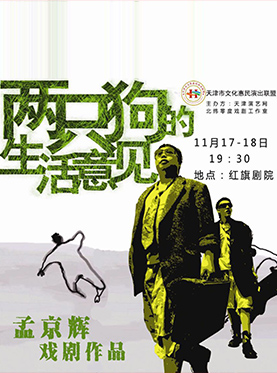 两只狗的
生活意见
天津市文化惠民演出联盟
主办方：天津演艺网
北纬零度戏剧工作室
11月17-18日
19：30
地点：红旗剧院
孟京辉
戏剧作品